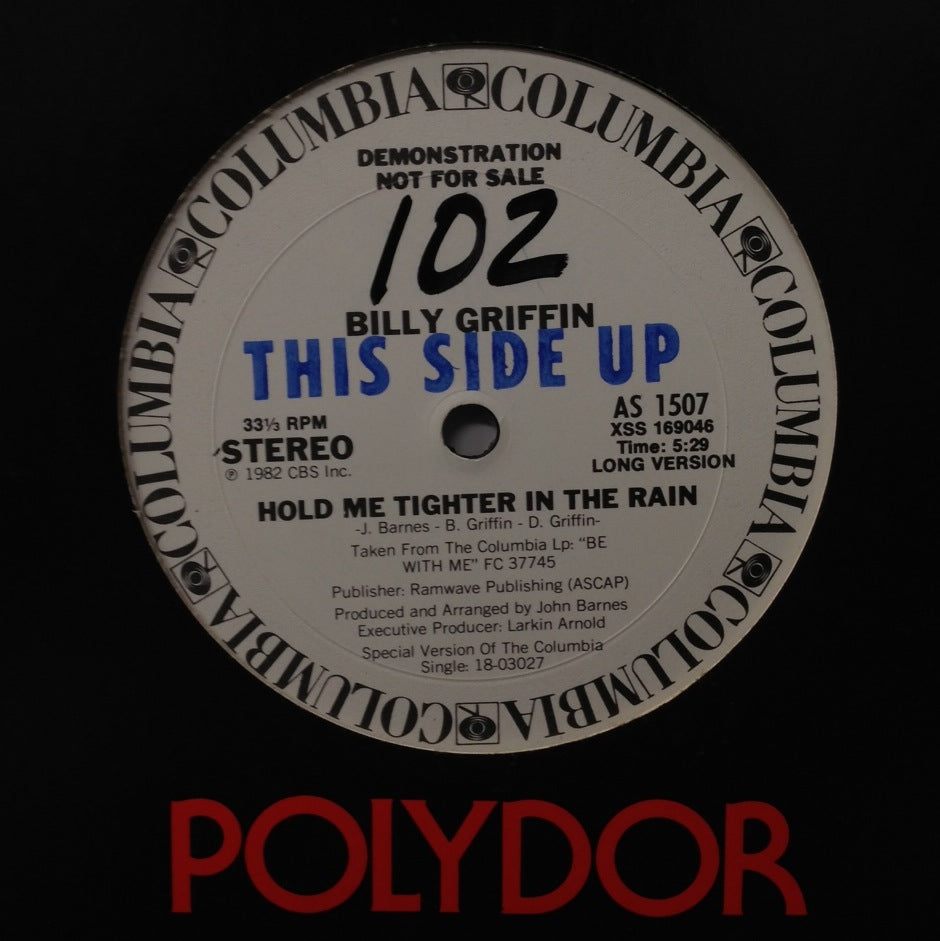 COLUMBIA COLUMBIA COLUMBIA COLUMBIA COLUMBIA COLUMBIA COLUMBIA COLUMBIA
DEMONSTRATION
NOT FOR SALE
102
BILLY GRIFFIN
THIS SIDE UP
33⅓ RPM
STEREO
℗ 1982 CBS Inc.
AS 1507
XSS 169046
Time: 5:29
LONG VERSION
HOLD ME TIGHTER IN THE RAIN
-J. Barnes - B. Griffin - D. Griffin-
Taken From The Columbia Lp: “BE
WITH ME” FC 37745
Publisher: Ramwave Publishing (ASCAP)
Produced and Arranged by John Barnes
Executive Producer: Larkin Arnold
Special Version Of The Columbia
Single: 18-03027
POLYDOR